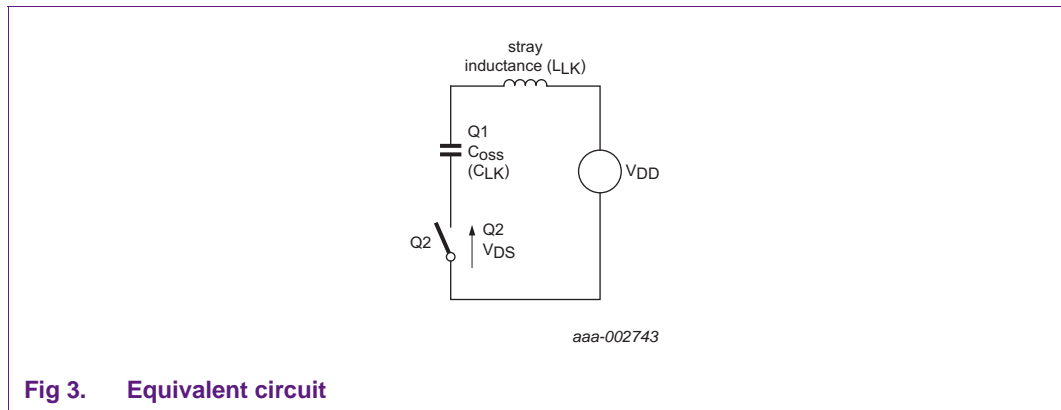 stray
inductance (LLK)
Q1
Coss
(CLK)
VDD
Q2
Q2
VDS
aaa-002743
Fig 3. Equivalent circuit